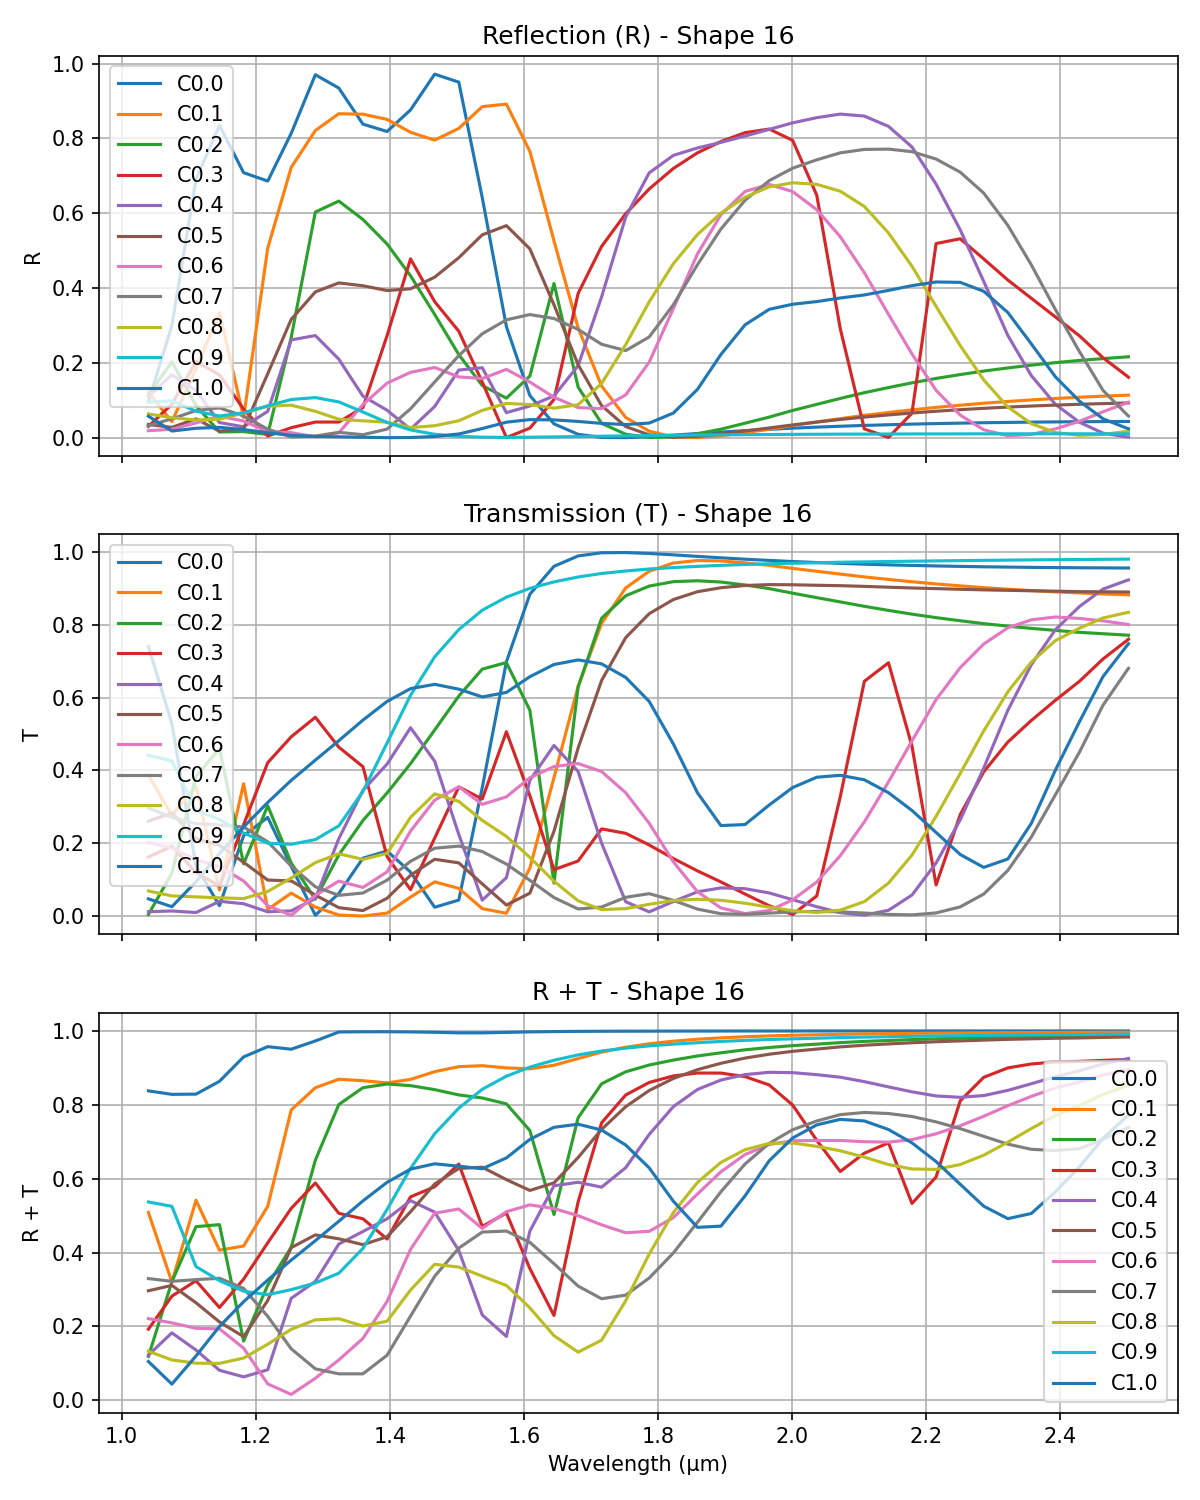 Reflection (R) - Shape 16
1.0
0.8
0.6
0.4
0.2
0.0
R
C0.0
C0.1
C0.2
C0.3
C0.4
C0.5
C0.6
C0.7
C0.8
C0.9
C1.0
Transmission (T) - Shape 16
1.0
0.8
0.6
0.4
0.2
0.0
T
C0.0
C0.1
C0.2
C0.3
C0.4
C0.5
C0.6
C0.7
C0.8
C0.9
C1.0
R + T - Shape 16
1.0
0.8
0.6
0.4
0.2
0.0
R + T
C0.0
C0.1
C0.2
C0.3
C0.4
C0.5
C0.6
C0.7
C0.8
C0.9
C1.0
1.0 1.2 1.4 1.6 1.8 2.0 2.2 2.4
Wavelength (μm)